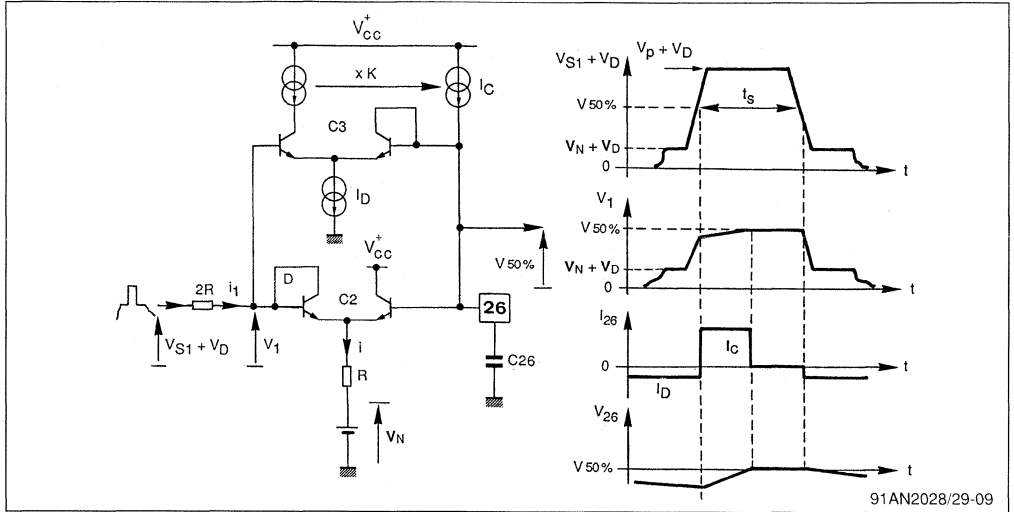 V+CC
x K
IC
C3
ID
V+CC
V50%
D
C2
26
2R
i1
VS1 + VD
V1
i
R
VN
C26
VS1 + VD
Vp + VD
V50%
tS
VN + VD
0
t
V1
V50%
VN + VD
t
I26
IC
0
t
ID
V26
V50%
t
91AN2028/29-09